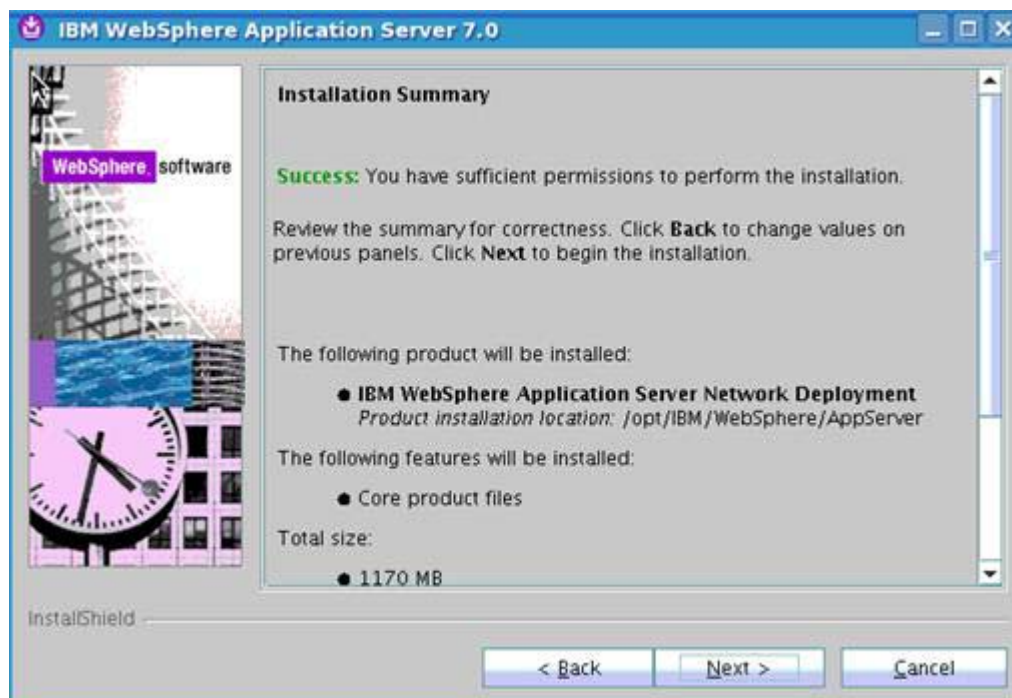 IBM WebSphere Application Server 7.0
WebSphere. software
Installation Summary
Success: You have sufficient permissions to perform the installation.
Review the summary for correctness. Click Back to change values on
previous panels. Click Next to begin the installation.
The following product will be installed:
● IBM WebSphere Application Server Network Deployment
Product installation location: /opt/IBM/WebSphere/AppServer
The following features will be installed:
● Core product files
Total size:
● 1170 MB
InstallShield
< Back
Next >
Cancel